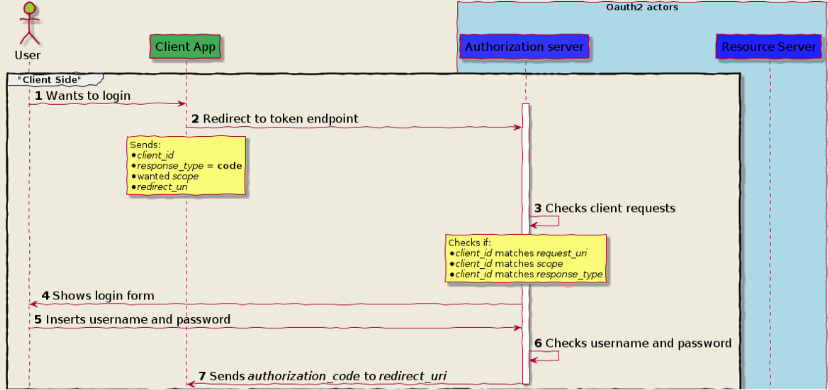 Oauth2 actors
User
Client App
Authorization server
Resource Server
"Client Side"
1 Wants to login
2 Redirect to token endpoint
Sends:
•client_id
•response_type = code
•wanted scope
•redirect_uri
3 Checks client requests
Checks if:
•client_id matches request_uri
•client_id matches scope
•client_id matches response_type
4 Shows login form
5 Inserts username and password
6 Checks username and password
7 Sends authorization_code to redirect_uri